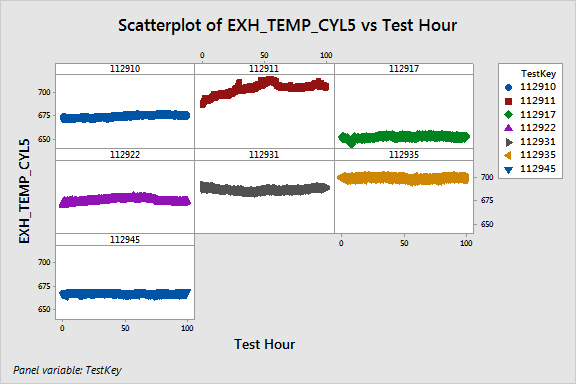 Scatterplot of EXH_TEMP_CYL5 vs Test Hour
0 50 100
112910 112911 112917
700
675
650
112922 112931 112935
700
675
650
0 50 100
112945
700
675
650
0 50 100
EXH_TEMP_CYL5
Test Hour
TestKey
112910
112911
112917
112922
112931
112935
112945
Panel variable: TestKey